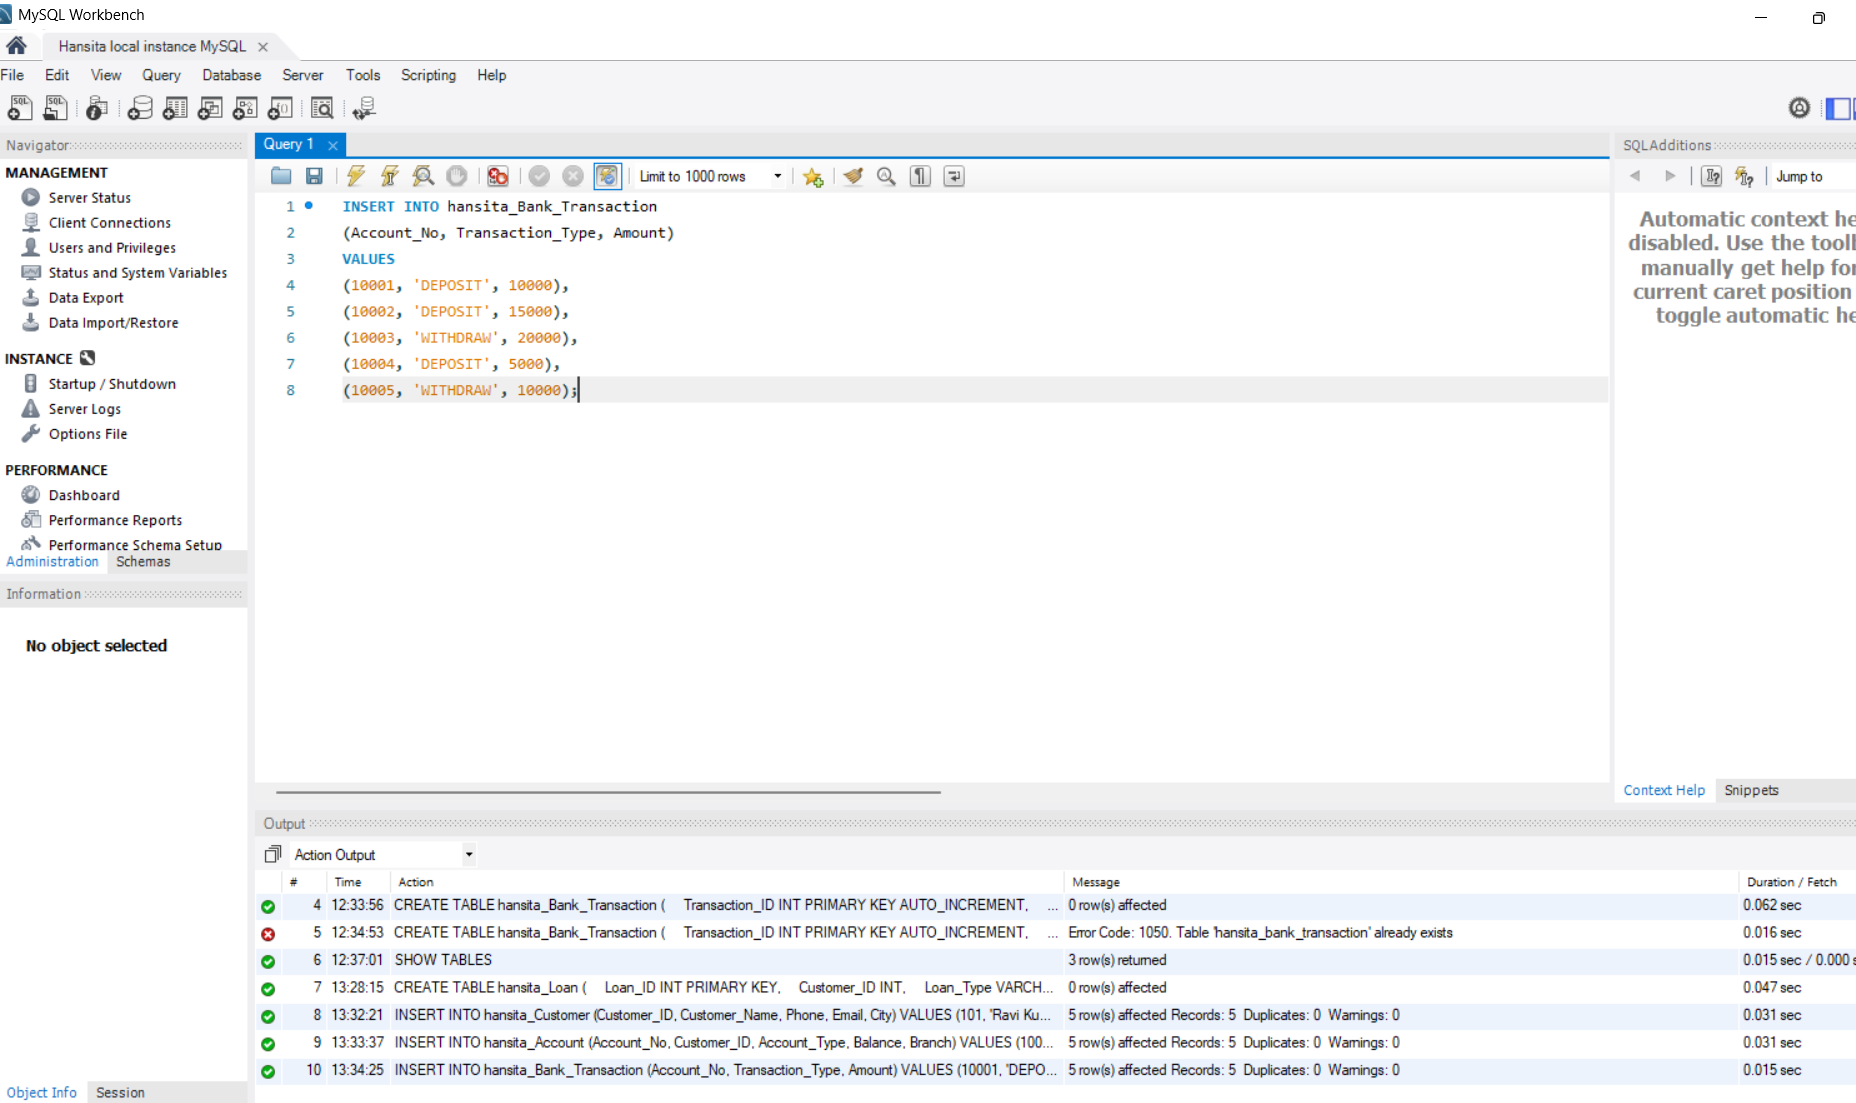 MySQL Workbench
Hansita local instance MySQL
File Edit View Query Database Server Tools Scripting Help
Navigator
MANAGEMENT
Server Status
Client Connections
Users and Privileges
Status and System Variables
Data Export
Data Import/Restore
INSTANCE
Startup / Shutdown
Server Logs
Options File
PERFORMANCE
Dashboard
Performance Reports
Performance Schema Setup
Administration Schemas
Information
No object selected
Object Info Session
Query 1
Limit to 1000 rows
1 INSERT INTO hansita_Bank_Transaction
2 (Account_No, Transaction_Type, Amount)
3 VALUES
4 (10001, 'DEPOSIT', 10000),
5 (10002, 'DEPOSIT', 15000),
6 (10003, 'WITHDRAW', 20000),
7 (10004, 'DEPOSIT', 5000),
8 (10005, 'WITHDRAW', 10000);
SQLAdditions
Jump to
Automatic context he
disabled. Use the tool
manually get help for
current caret position
toggle automatic he
Context Help Snippets
Output
Action Output
# Time Action Message Duration / Fetch
4 12:33:56 CREATE TABLE hansita_Bank_Transaction ( Transaction_ID INT PRIMARY KEY AUTO_INCREMENT, ... 0 row(s) affected 0.062 sec
5 12:34:53 CREATE TABLE hansita_Bank_Transaction ( Transaction_ID INT PRIMARY KEY AUTO_INCREMENT, ... Error Code: 1050. Table 'hansita_bank_transaction' already exists 0.016 sec
6 12:37:01 SHOW TABLES 3 row(s) returned 0.015 sec / 0.000 s
7 13:28:15 CREATE TABLE hansita_Loan ( Loan_ID INT PRIMARY KEY, Customer_ID INT, Loan_Type VARCH... 0 row(s) affected 0.047 sec
8 13:32:21 INSERT INTO hansita_Customer (Customer_ID, Customer_Name, Phone, Email, City) VALUES (101, 'Ravi Ku... 5 row(s) affected Records: 5 Duplicates: 0 Warnings: 0 0.031 sec
9 13:33:37 INSERT INTO hansita_Account (Account_No, Customer_ID, Account_Type, Balance, Branch) VALUES (100... 5 row(s) affected Records: 5 Duplicates: 0 Warnings: 0 0.031 sec
10 13:34:25 INSERT INTO hansita_Bank_Transaction (Account_No, Transaction_Type, Amount) VALUES (10001, 'DEPO... 5 row(s) affected Records: 5 Duplicates: 0 Warnings: 0 0.015 sec